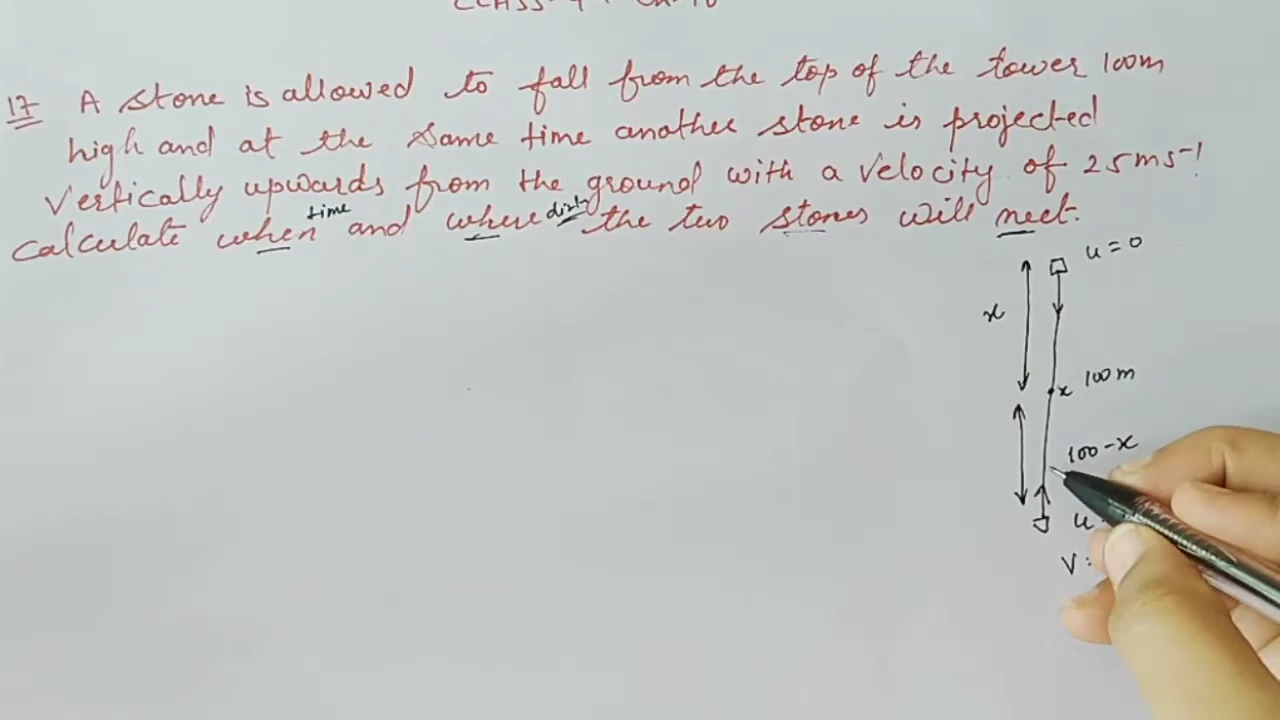 17 A stone is allowed to fall from the top of the tower 100m
high and at the same time another stone is projected
vertically upwards from the ground with a velocity of 25ms-1
time
Calculate when and where the two stones will meet.
u = 0
x
x 100m
100-x
u
V =